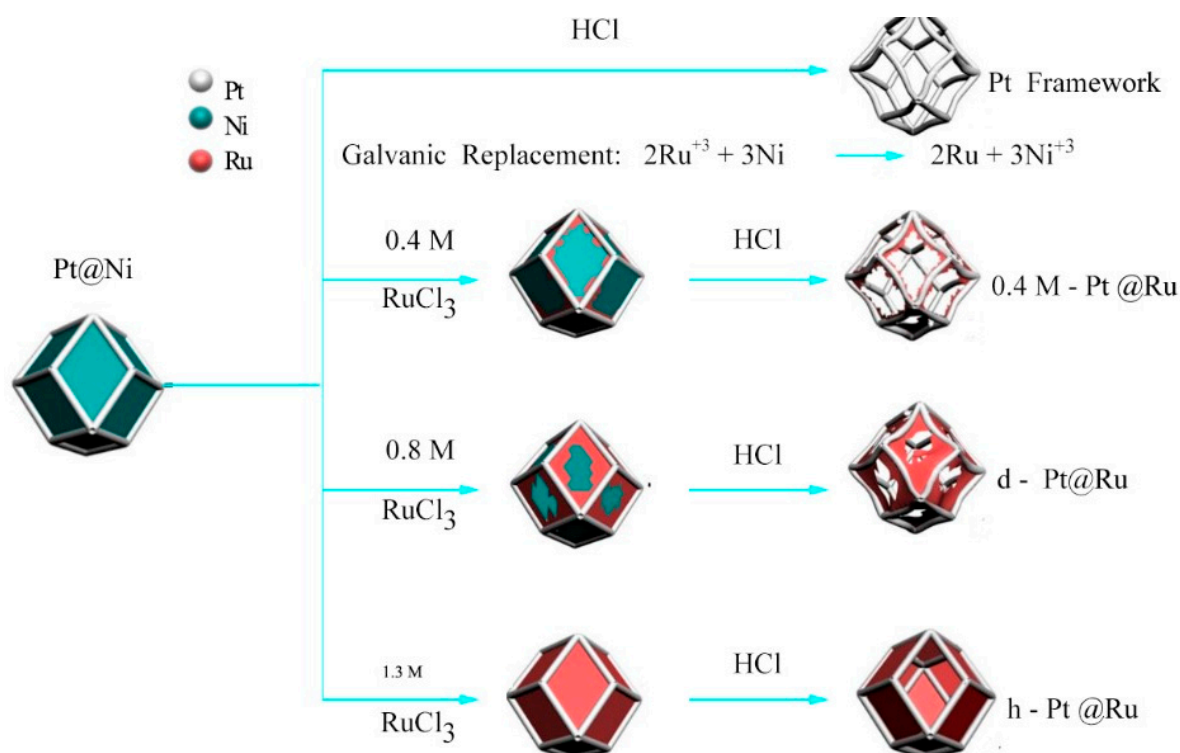 HCl
Pt
Ni
Ru
Pt Framework
Galvanic Replacement: 2Ru⁺³ + 3Ni 2Ru + 3Ni⁺³
Pt@Ni
0.4 M
RuCl₃
HCl
0.4 M - Pt @Ru
0.8 M
RuCl₃
HCl
d - Pt@Ru
1.3 M
RuCl₃
HCl
h - Pt @Ru